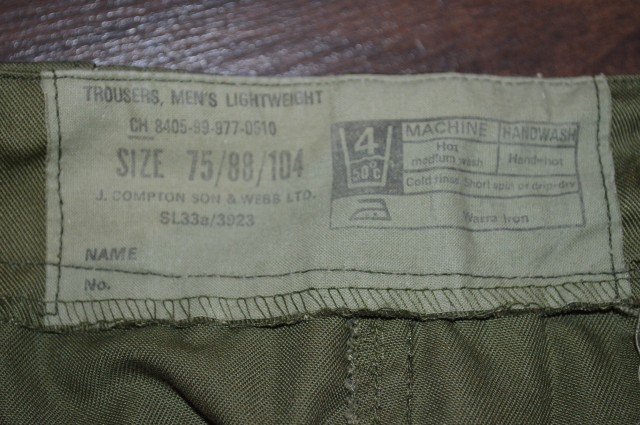 TROUSERS, MEN'S LIGHTWEIGHT
CH 8405-99-977-0510
SIZE 75/88/104
J. COMPTON SON & WEBB LTD.
SL33a/3923
NAME
No.
4
50°C
MACHINE HANDWASH
Hot medium wash Hand-hot
Cold rinse Short spin or drip-dry
Warm Iron